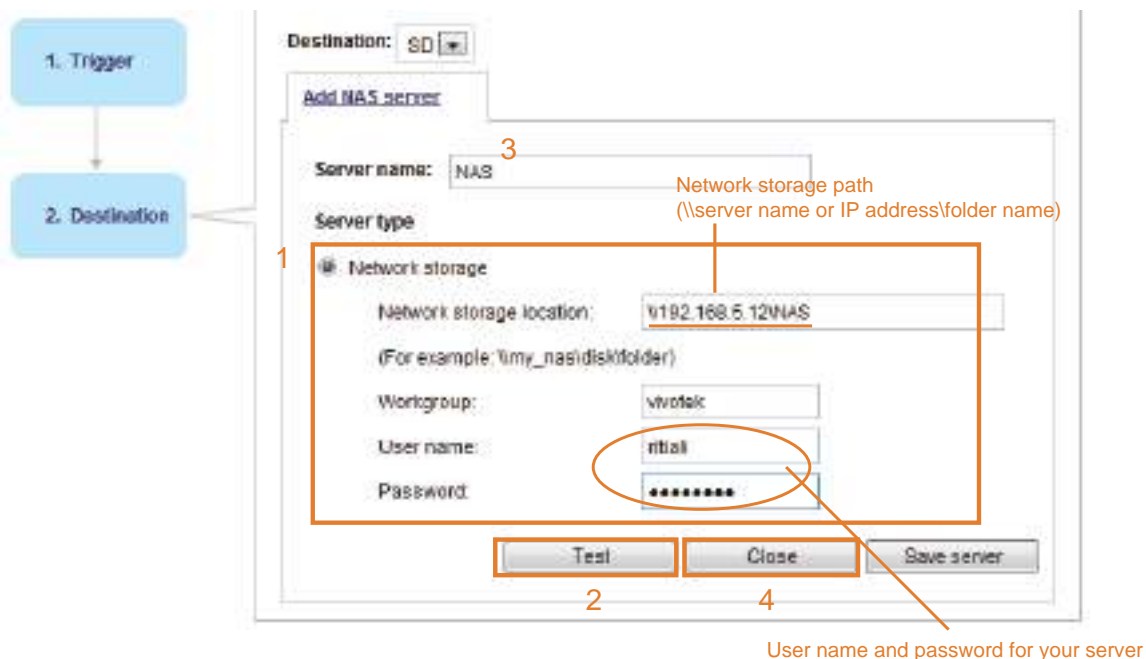 1. Trigger
2. Destination
Destination: SD
Add NAS server
3
Server name: NAS
Network storage path
(\\server name or IP address\folder name)
Server type
1
Network storage
Network storage location: \\192.168.5.12\NAS
(For example: \\my_nas\disk\folder)
Workgroup: vivotek
User name:
Password: ●●●●●●●●
Test Close Save server
2 4
User name and password for your server